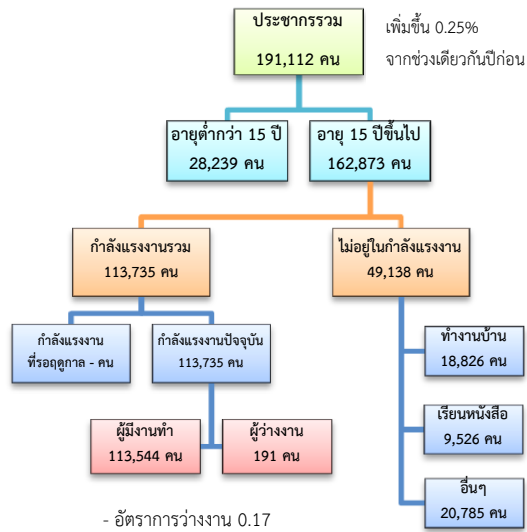 ประชากรรวม
191,112 คน
เพิ่มขึ้น 0.25%
จากช่วงเดียวกันปีก่อน
อายุต่ำกว่า 15 ปี
28,239 คน
อายุ 15 ปีขึ้นไป
162,873 คน
กำลังแรงงานรวม
113,735 คน
ไม่อยู่ในกำลังแรงงาน
49,138 คน
กำลังแรงงาน
ที่รอฤดูกาล - คน
กำลังแรงงานปัจจุบัน
113,735 คน
ทำงานบ้าน
18,826 คน
เรียนหนังสือ
9,526 คน
อื่นๆ
20,785 คน
ผู้มีงานทำ
113,544 คน
ผู้ว่างงาน
191 คน
- อัตราการว่างงาน 0.17